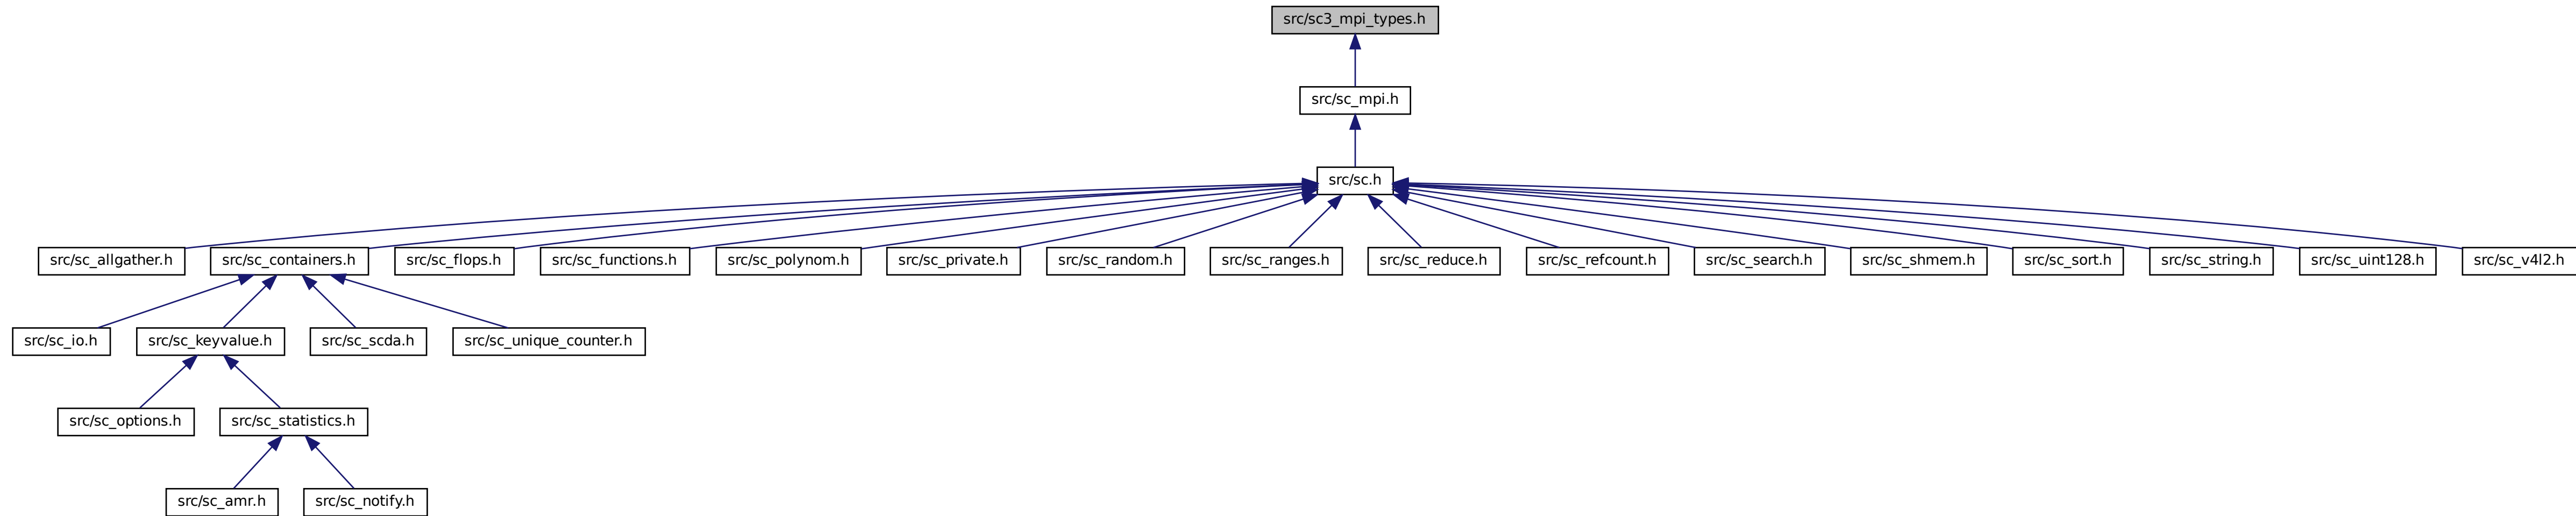 src/sc3_mpi_types.h
src/sc_mpi.h
src/sc.h
src/sc_allgather.h
src/sc_containers.h
src/sc_flops.h
src/sc_functions.h
src/sc_polynom.h
src/sc_private.h
src/sc_random.h
src/sc_ranges.h
src/sc_reduce.h
src/sc_refcount.h
src/sc_search.h
src/sc_shmem.h
src/sc_sort.h
src/sc_string.h
src/sc_uint128.h
src/sc_v4l2.h
src/sc_io.h
src/sc_keyvalue.h
src/sc_scda.h
src/sc_unique_counter.h
src/sc_options.h
src/sc_statistics.h
src/sc_amr.h
src/sc_notify.h